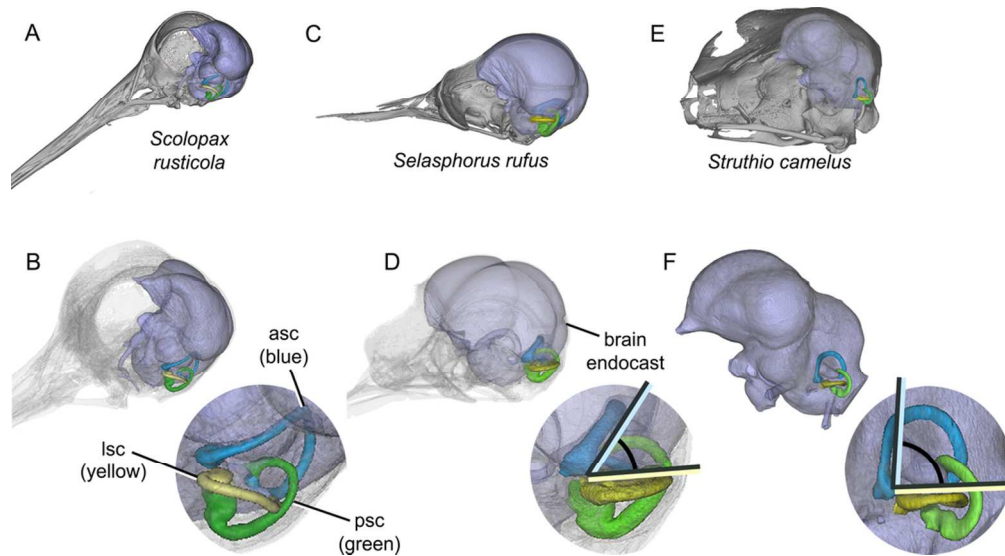 A
C
E
Scolopax
rusticola
Selasphorus rufus
Struthio camelus
B
D
F
asc
(blue)
brain
endocast
lsc
(yellow)
psc
(green)